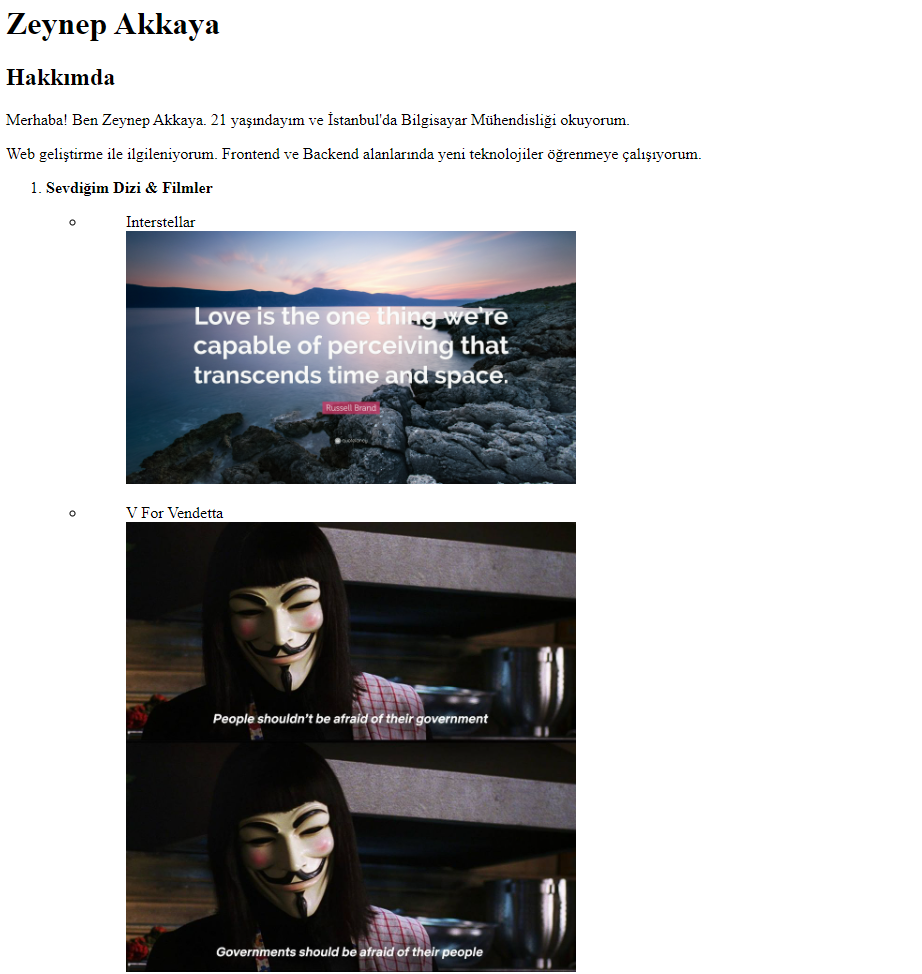 Zeynep Akkaya
Hakkımda
Merhaba! Ben Zeynep Akkaya. 21 yaşındayım ve İstanbul'da Bilgisayar Mühendisliği okuyorum.
Web geliştirme ile ilgileniyorum. Frontend ve Backend alanlarında yeni teknolojiler öğrenmeye çalışıyorum.
1. Sevdiğim Dizi & Filmler
Interstellar
Love is the one thing we're
capable of perceiving that
transcends time and space.
Russell Brand
V For Vendetta
People shouldn't be afraid of their government
Governments should be afraid of their people